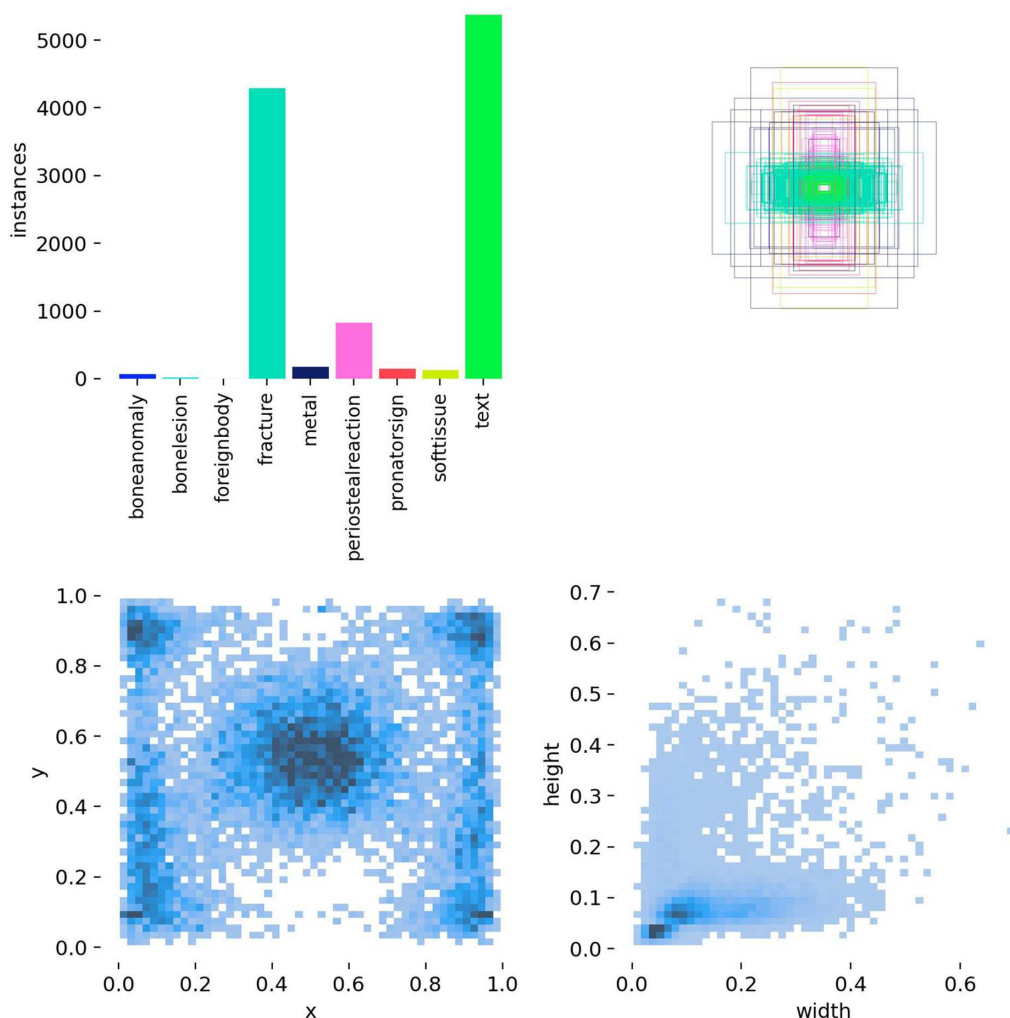 5000
4000
3000
2000
1000
0
instances
boneanomaly
bonelesion
foreignbody
fracture
metal
periostealreaction
pronatorsign
softtissue
text
1.0
0.8
0.6
0.4
0.2
0.0
y
0.0 0.2 0.4 0.6 0.8 1.0
x
0.7
0.6
0.5
0.4
0.3
0.2
0.1
0.0
height
0.0 0.2 0.4 0.6
width